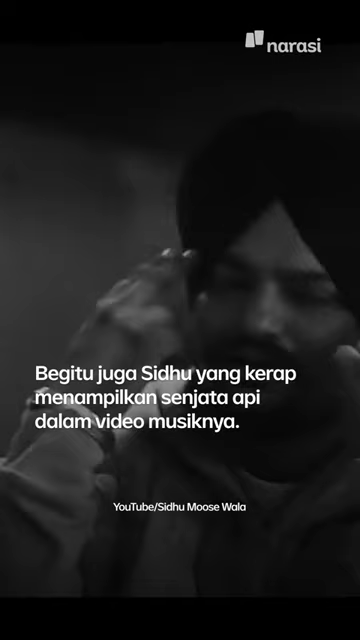 narasi
Begitu juga Sidhu yang kerap
menampilkan senjata api
dalam video musiknya.
YouTube/Sidhu Moose Wala